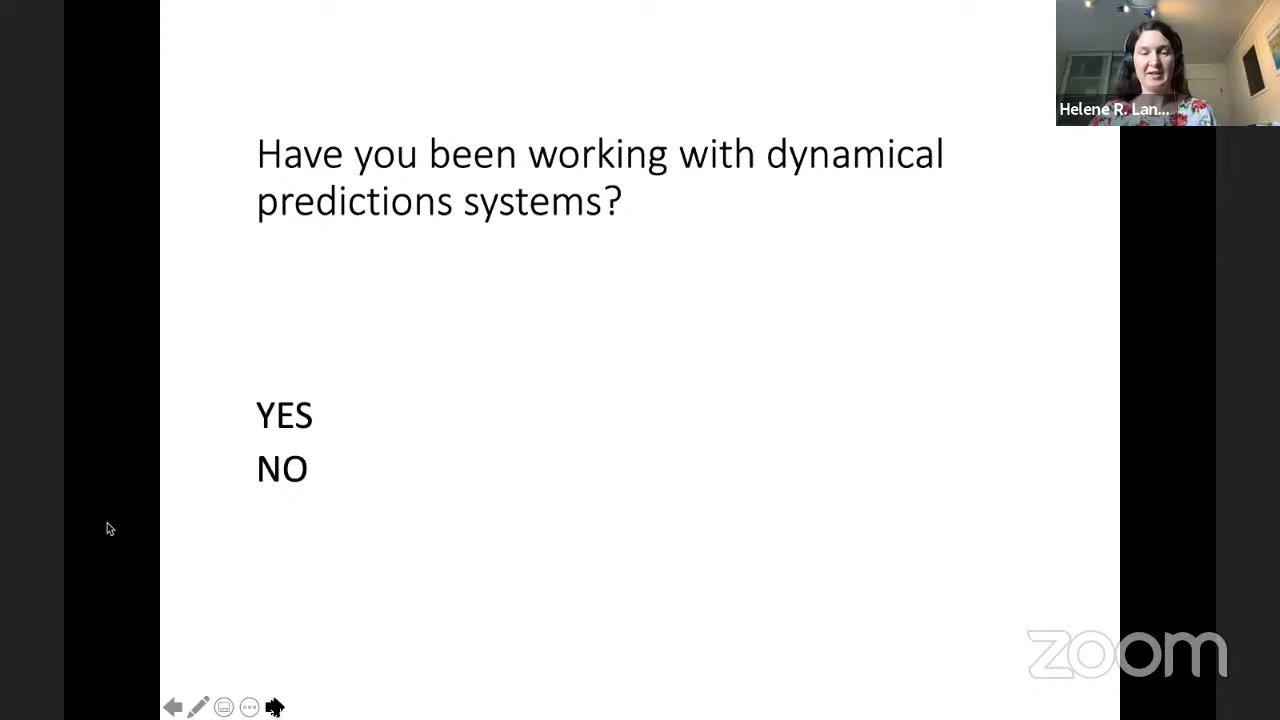 Helene R. Lan...
Have you been working with dynamical
predictions systems?
YES
NO
zoom